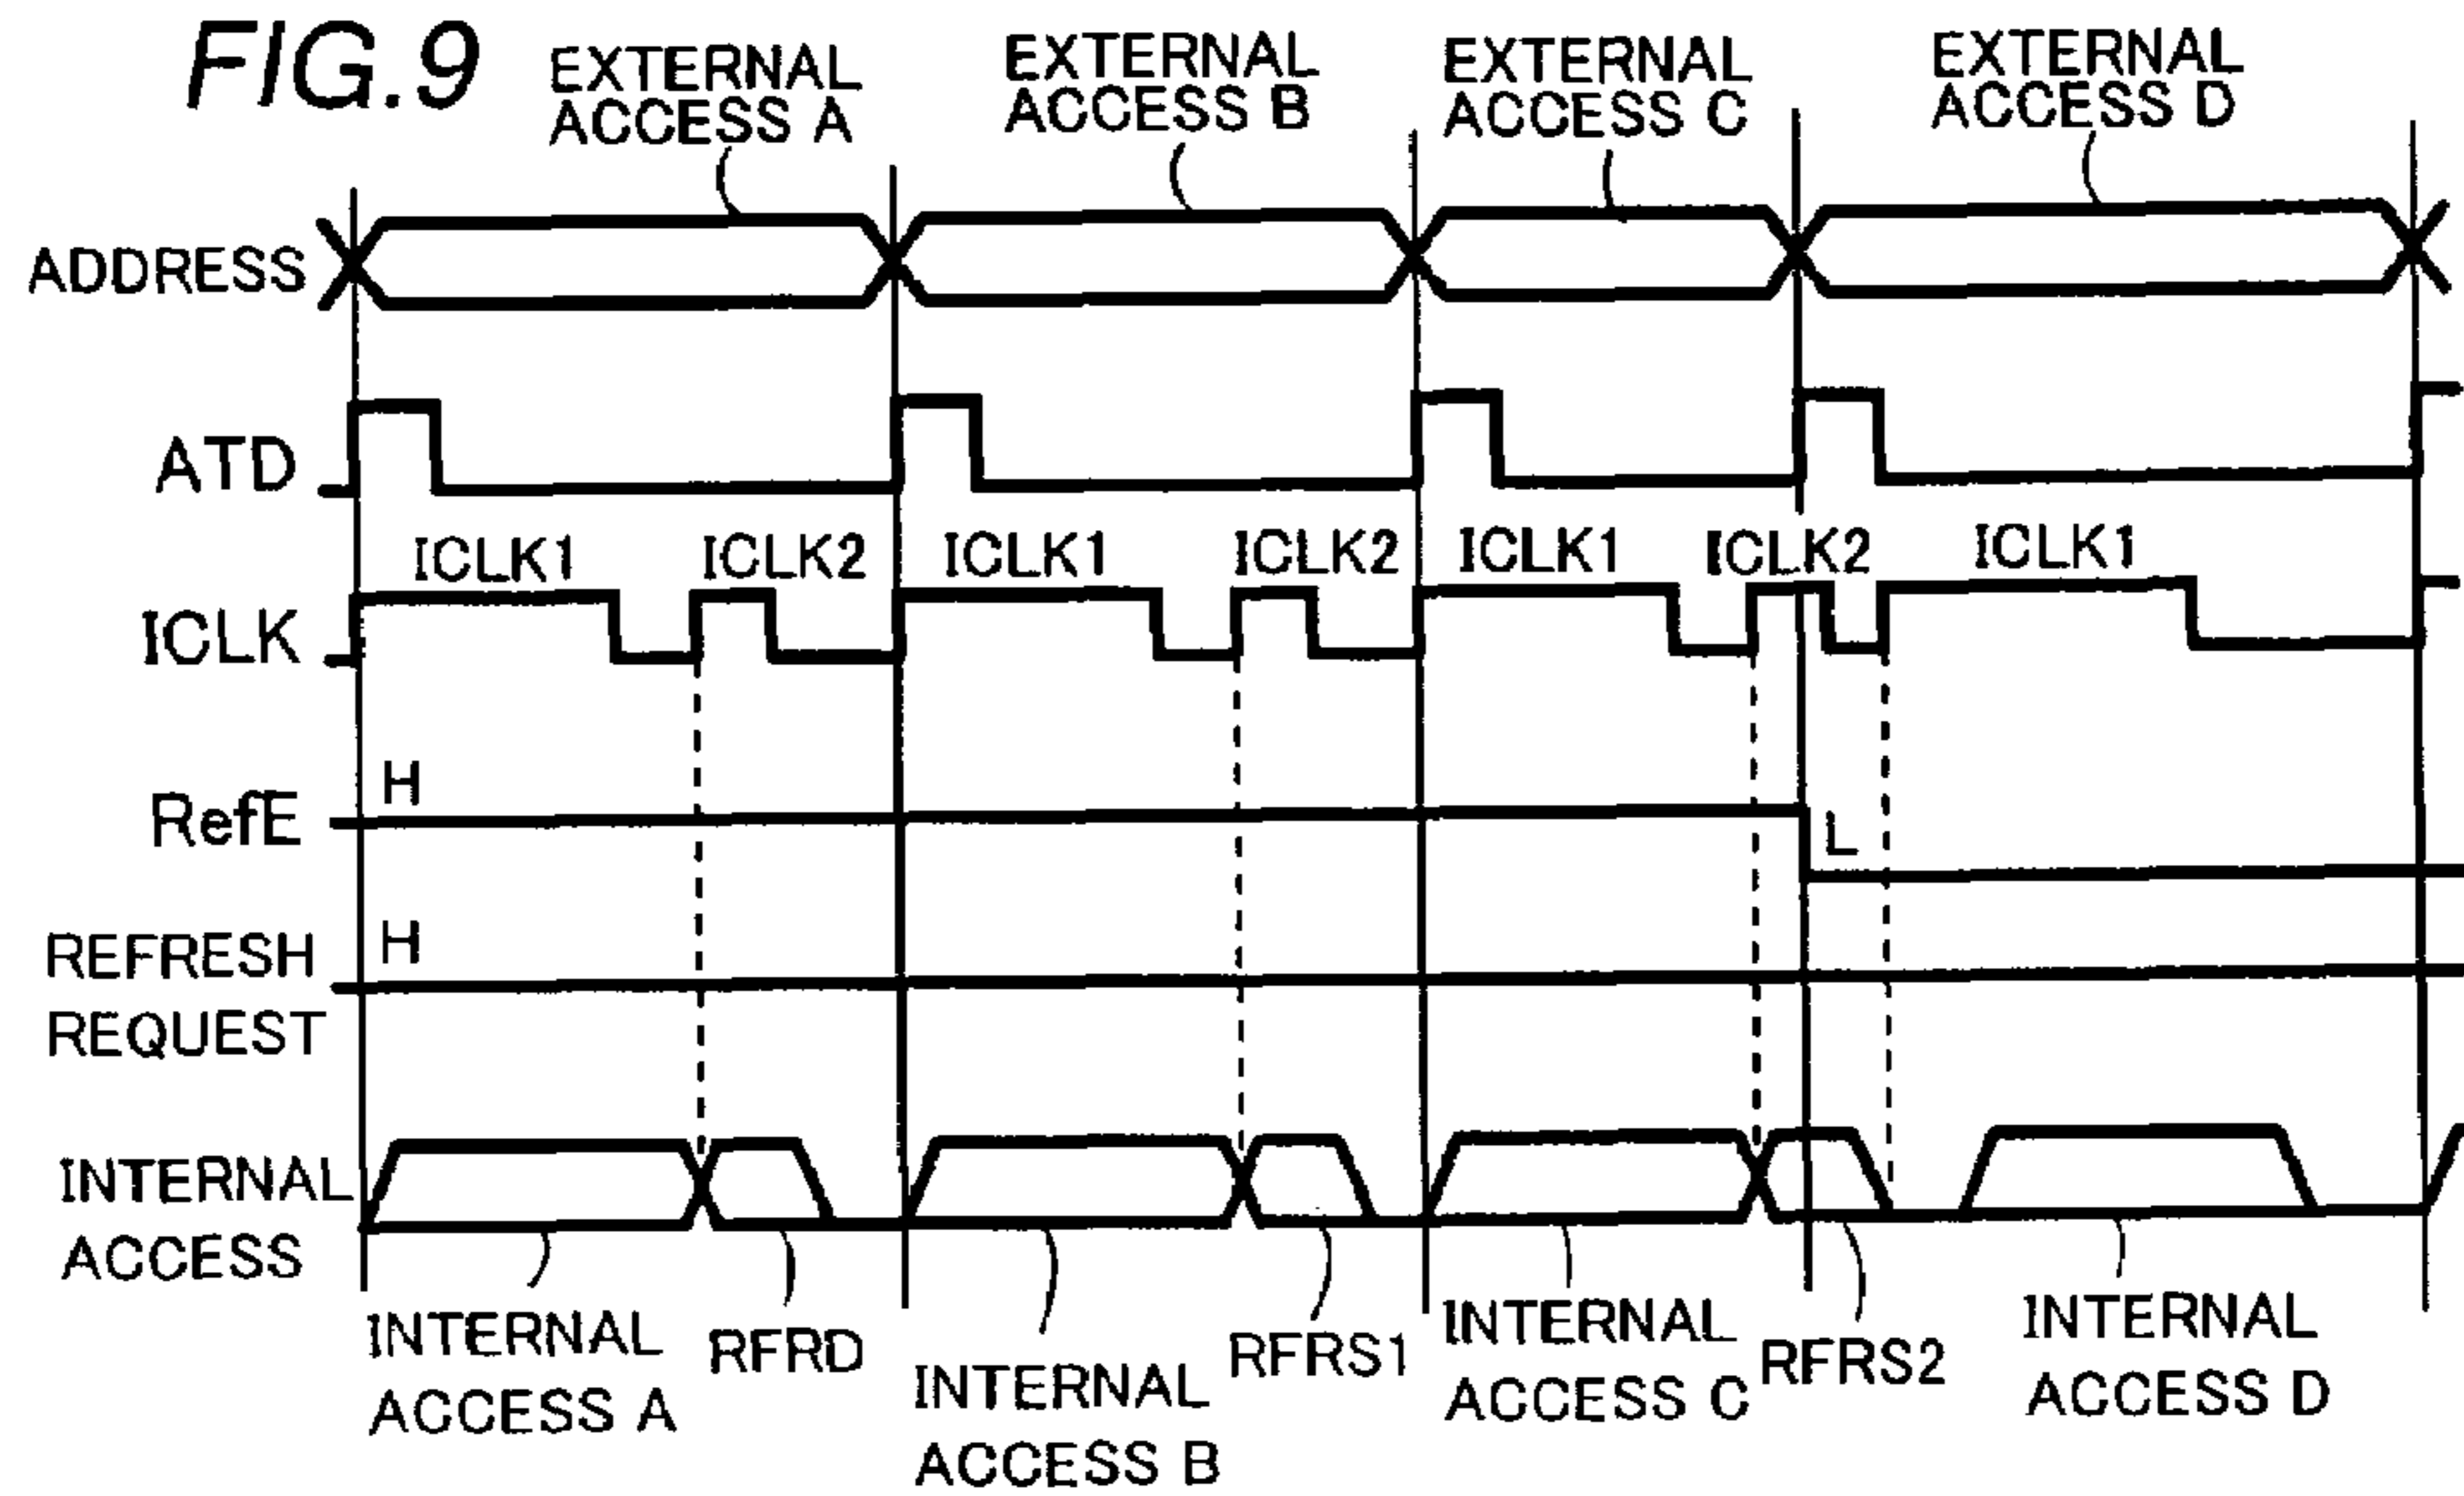 FIG.9
EXTERNAL
ACCESS A
EXTERNAL
ACCESS B
EXTERNAL
ACCESS C
EXTERNAL
ACCESS D
ADDRESS
ATD
ICLK1
ICLK2
ICLK1
ICLK2
ICLK1
ICLK2
ICLK1
ICLK
H
RefE
L
H
REFRESH
REQUEST
INTERNAL
ACCESS
INTERNAL
ACCESS A
RFRD
INTERNAL
ACCESS B
RFRS1
INTERNAL
ACCESS C
RFRS2
INTERNAL
ACCESS D